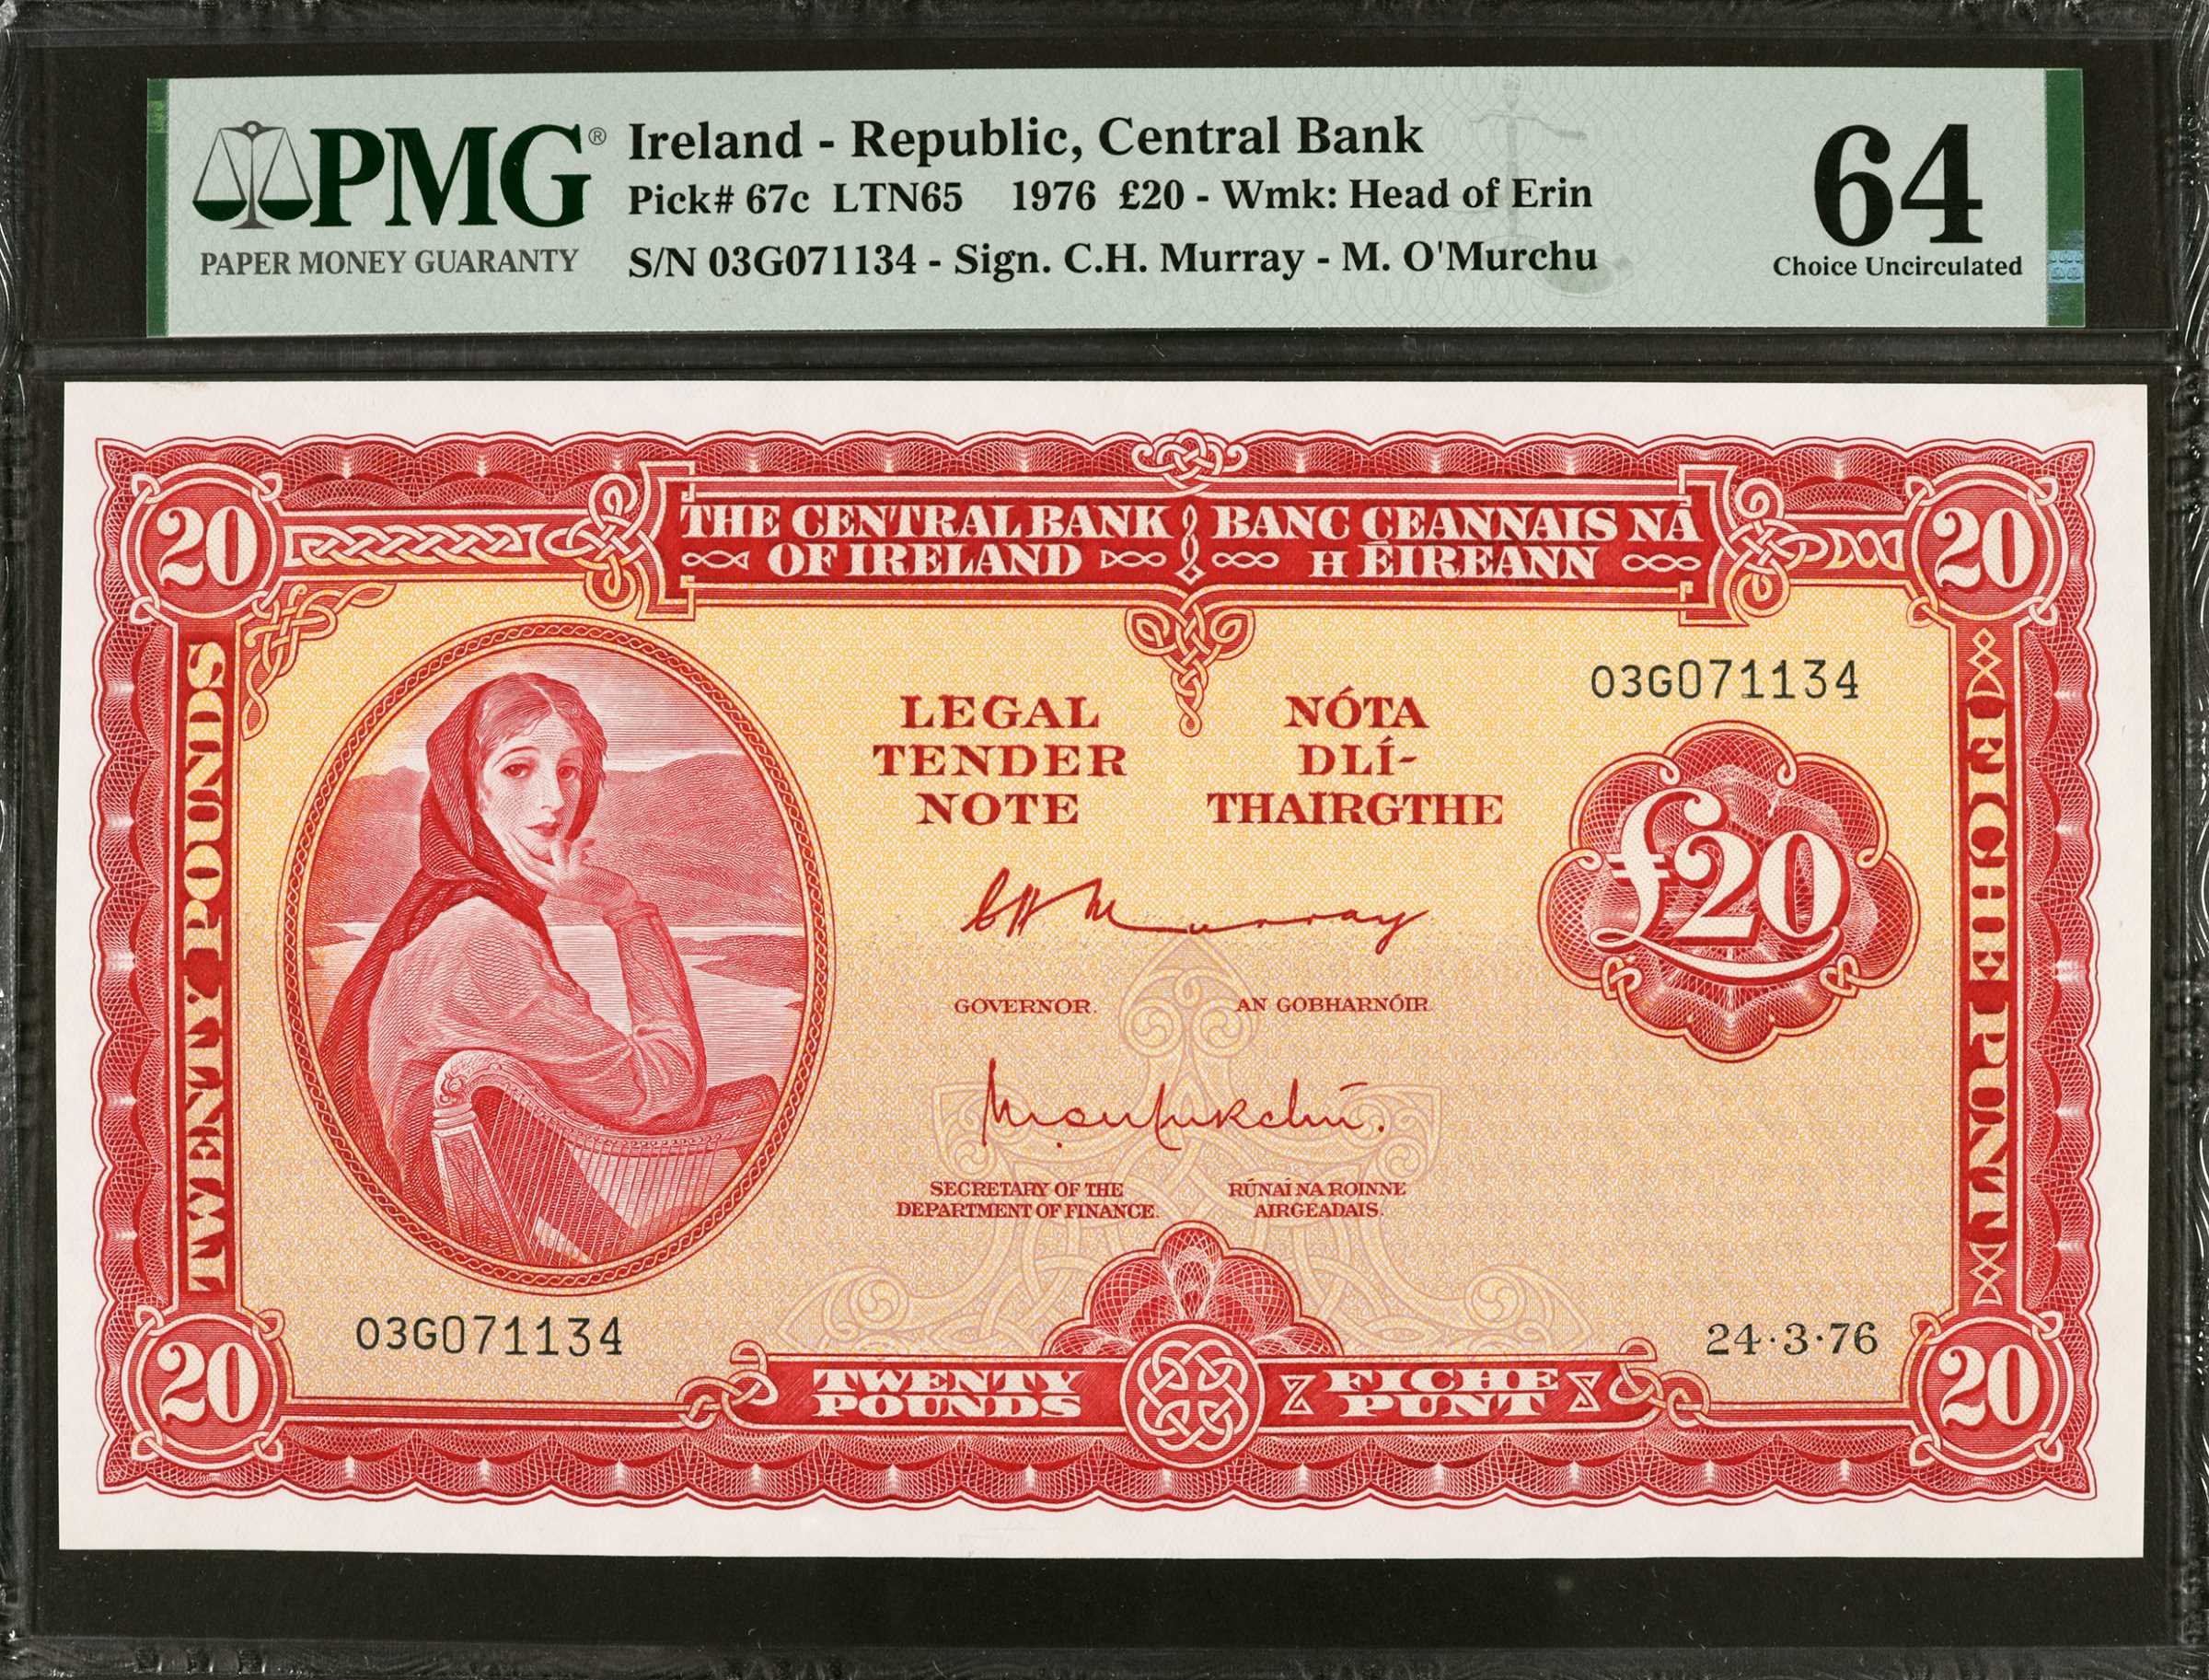 PMG®
PAPER MONEY GUARANTY
Ireland - Republic, Central Bank
Pick# 67c LTN65 1976 £20 - Wmk: Head of Erin
S/N 03G071134 - Sign. C.H. Murray - M. O'Murchu
64
Choice Uncirculated
20
THE CENTRAL BANK
OF IRELAND
BANC CEANNAIS NA
H ÉIREANN
20
TWENTY POUNDS
FICHE PUNT
03G071134
LEGAL
TENDER
NOTE
NÓTA
DLÍ-
THAIRGTHE
£20
CH Murray
GOVERNOR.
AN GOBHARNÓIR
SECRETARY OF THE
DEPARTMENT OF FINANCE.
RÚNAÍ NA ROINNE
AIRGEADAIS.
03G071134
24·3·76
20
TWENTY
POUNDS
FICHE
PUNT
20